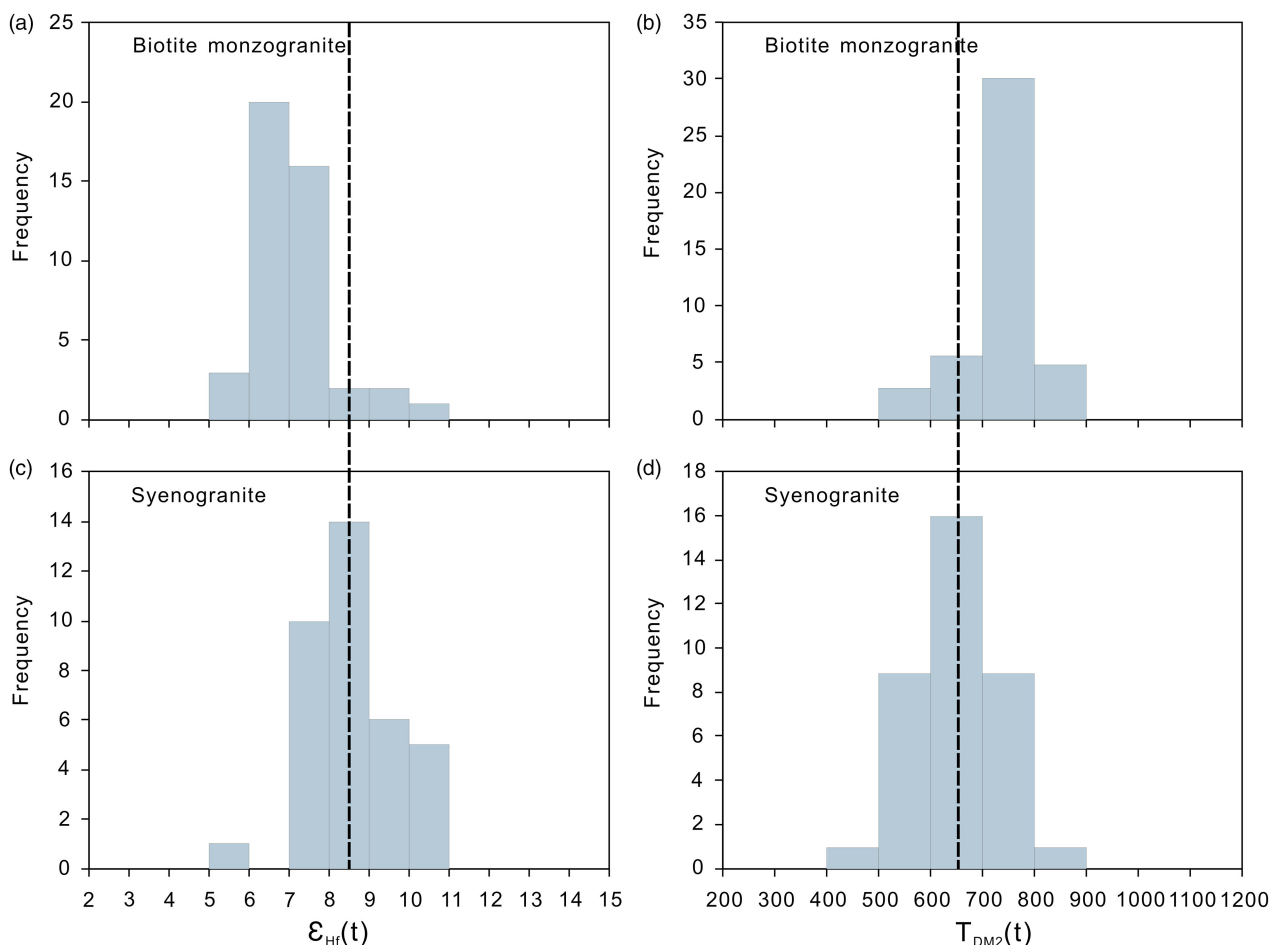 (a)
Biotite monzogranite
Frequency
25
20
15
10
5
0
(b)
Biotite monzogranite
Frequency
35
30
25
20
15
10
5
0
(c)
Syenogranite
Frequency
16
14
12
10
8
6
4
2
0
2 3 4 5 6 7 8 9 10 11 12 13 14 15
ƐHf(t)
(d)
Syenogranite
Frequency
18
16
14
12
10
8
6
4
2
0
200 300 400 500 600 700 800 900 1000 1100 1200
TDM2(t)